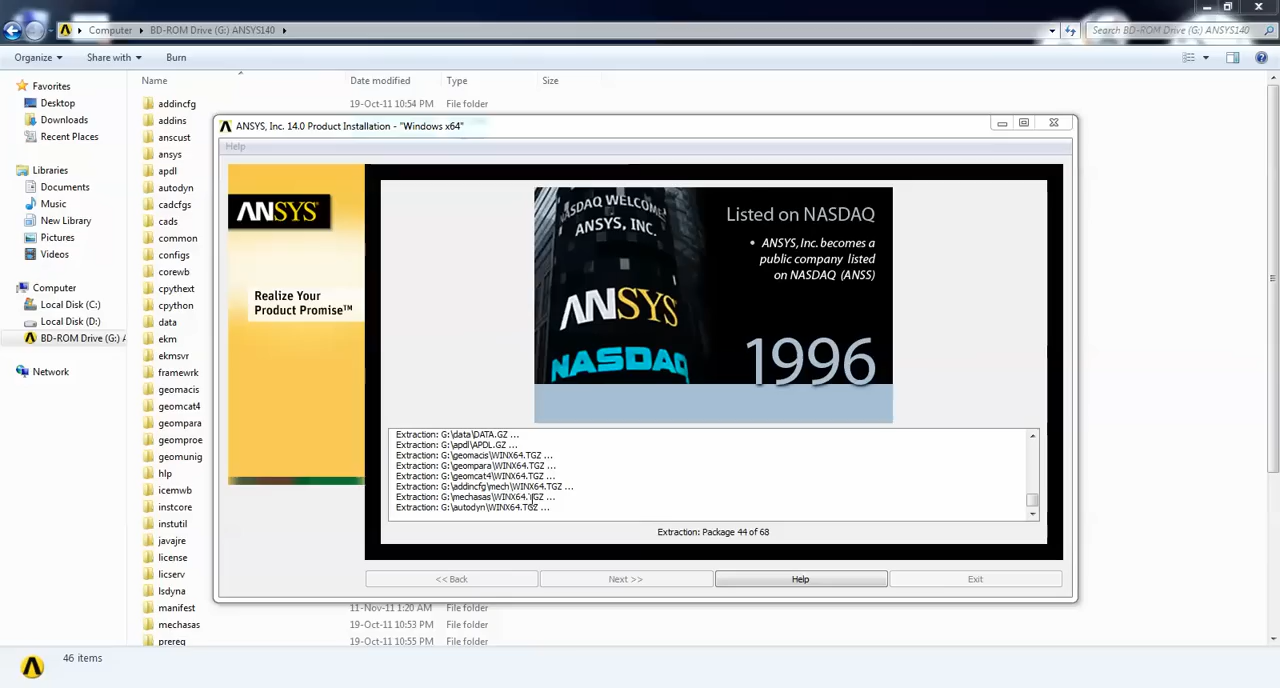 Computer
BD-ROM Drive (G:) ANSYS140
Search BD-ROM Drive (G:) ANSYS140
Organize
Share with
Burn
Favorites
Desktop
Downloads
Recent Places
Libraries
Documents
Music
New Library
Pictures
Videos
Computer
Local Disk (C:)
Local Disk (D:)
BD-ROM Drive (G:) A
Network
Name
Date modified
Type
Size
addincfg
19-Oct-11 10:54 PM
File folder
addins
anscust
ansys
apdl
autodyn
cadcfgs
cads
common
configs
corewb
cpythext
cpython
data
ekm
ekmsvr
framewrk
geomacis
geomcat4
geompara
geomproe
geomunig
hlp
icemwb
instcore
instutil
javajre
license
licserv
lsdyna
manifest
11-Nov-11 1:20 AM
File folder
mechasas
19-Oct-11 10:53 PM
File folder
prereq
19-Oct-11 10:55 PM
File folder
46 items
ANSYS, Inc. 14.0 Product Installation - "Windows x64"
Help
ANSYS®
Realize Your
Product Promise™
NASDAQ WELCOM
ANSYS, INC.
ANSYS
NASDAQ
Listed on NASDAQ
• ANSYS, Inc. becomes a
public company listed
on NASDAQ (ANSS)
1996
Extraction: G:\data\DATA.GZ ...
Extraction: G:\apdl\APDL.GZ ...
Extraction: G:\geomacis\WINX64.TGZ ...
Extraction: G:\geompara\WINX64.TGZ ...
Extraction: G:\geomcat4\WINX64.TGZ ...
Extraction: G:\addincfg\mech\WINX64.TGZ ...
Extraction: G:\mechasas\WINX64.TGZ ...
Extraction: G:\autodyn\WINX64.TGZ ...
Extraction: Package 44 of 68
<< Back
Next >>
Help
Exit